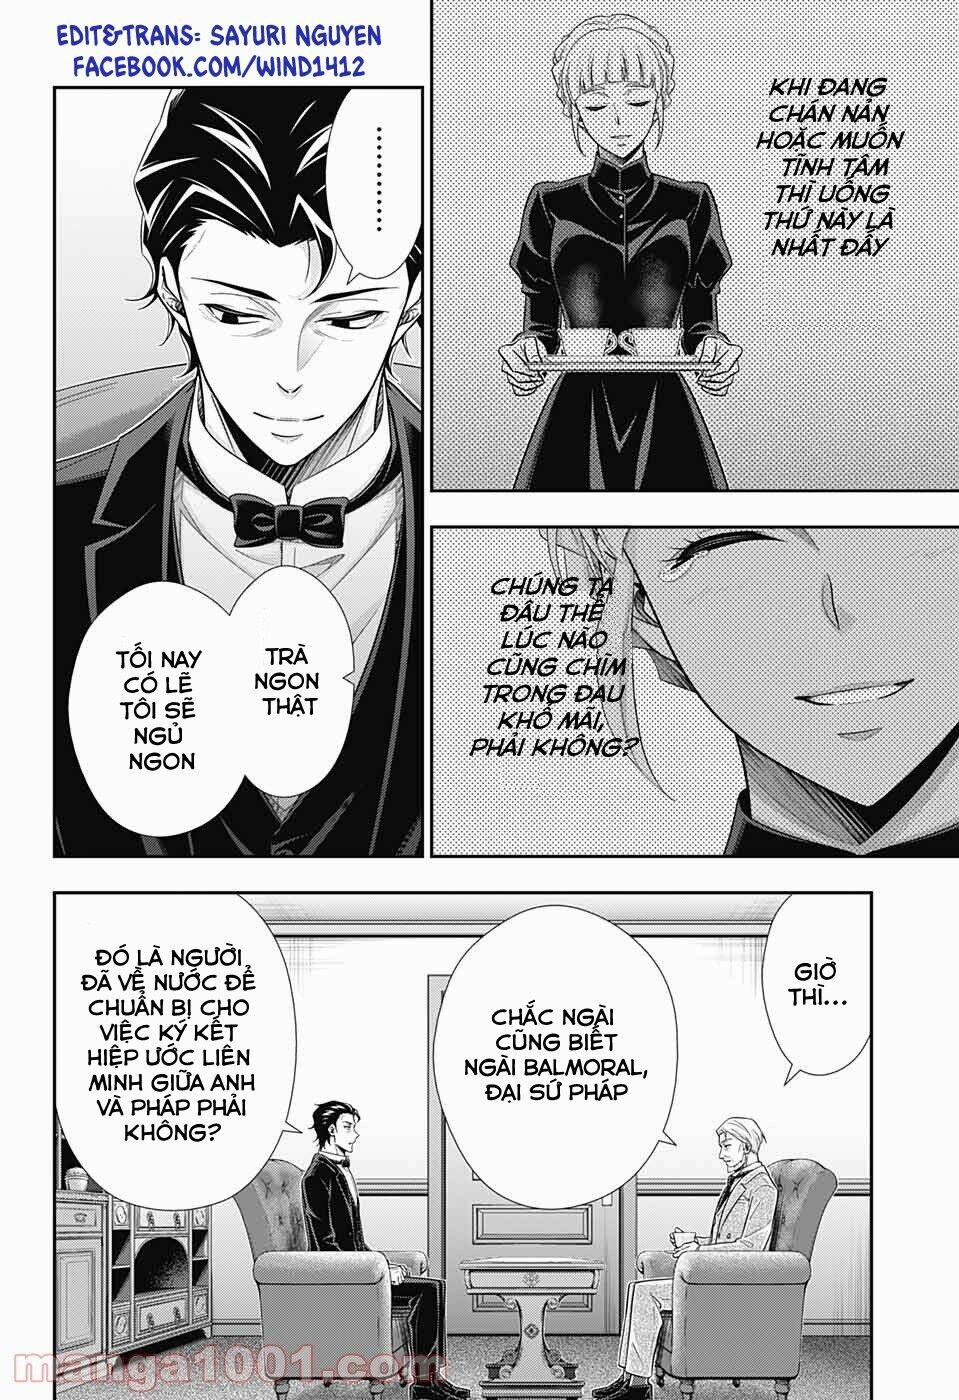 EDIT&TRANS: SAYURI NGUYEN
FACEBOOK.COM/WIND1412
KHI ĐANG
CHÁN NẢN
HOẶC MUỐN
TĨNH TÂM
THÌ UỐNG
THỨ NÀY LÀ
NHẤT ĐẤY
CHÚNG TA
ĐÂU THỂ
LÚC NÀO
CŨNG CHÌM
TRONG ĐAU
KHỔ MÃI,
PHẢI KHÔNG?
.........
TRÀ
NGON
THẬT
TỐI NAY
CÓ LẼ
TÔI SẼ
NGỦ
NGON
GIỜ
THÌ...
CHẮC NGÀI
CŨNG BIẾT
NGÀI BALMORAL,
ĐẠI SỨ PHÁP
ĐÓ LÀ NGƯỜI
ĐÃ VỀ NƯỚC ĐỂ
CHUẨN BỊ CHO
VIỆC KÝ KẾT
HIỆP ƯỚC LIÊN
MINH GIỮA ANH
VÀ PHÁP PHẢI
KHÔNG?
manga1001.com